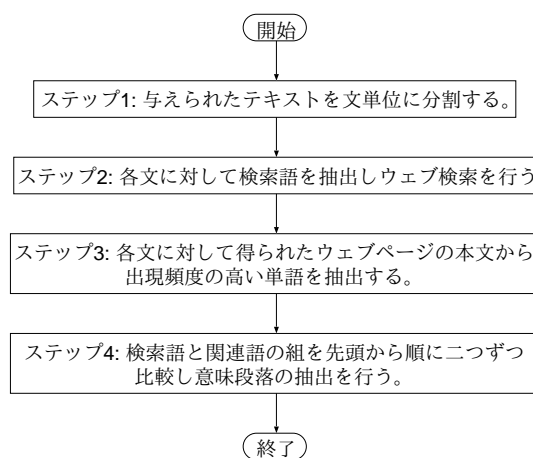 開始
ステップ1: 与えられたテキストを文単位に分割する。
ステップ2: 各文に対して検索語を抽出しウェブ検索を行う
ステップ3: 各文に対して得られたウェブページの本文から
出現頻度の高い単語を抽出する。
ステップ4: 検索語と関連語の組を先頭から順に二つずつ
比較し意味段落の抽出を行う。
終了